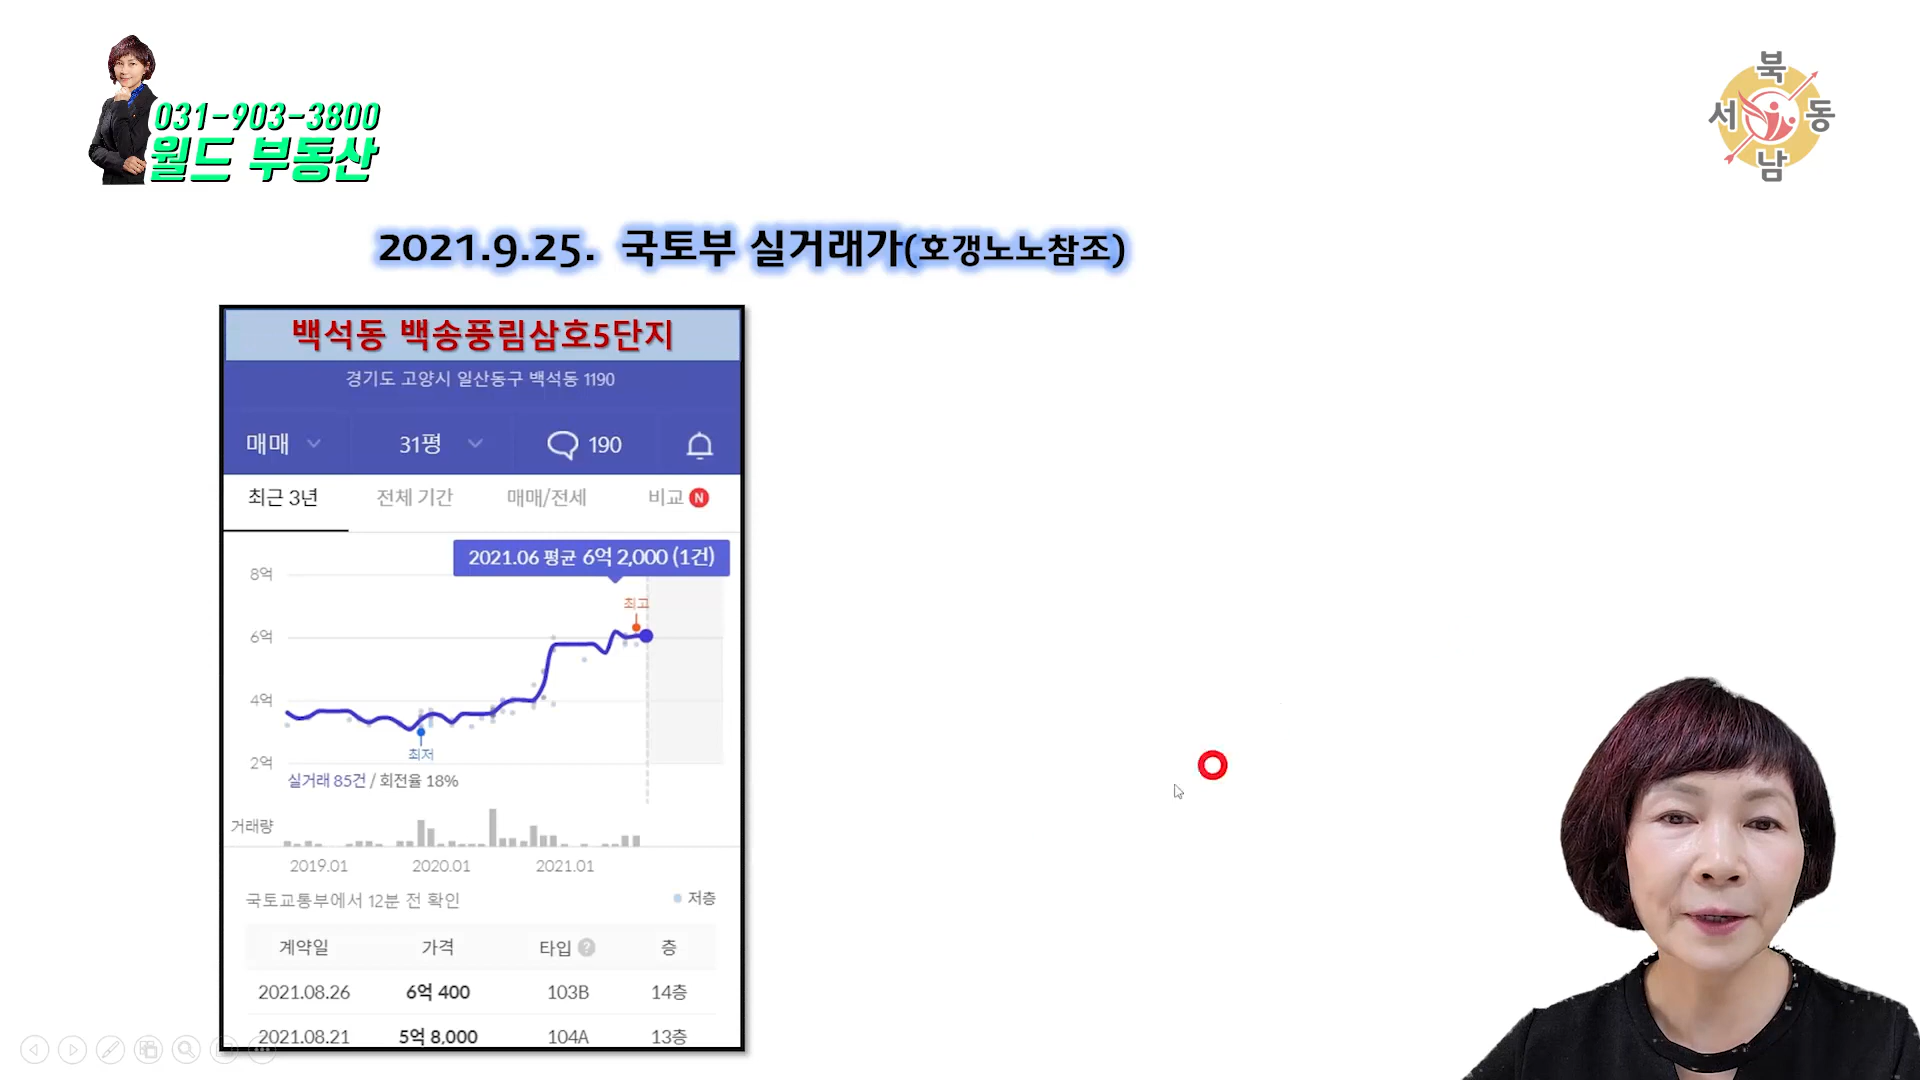 031-903-3800
월드 부동산
북
서 동
남
2021.9.25. 국토부 실거래가(호갱노노참조)
백석동 백송풍림삼호5단지
경기도 고양시 일산동구 백석동 1190
매매 31평 190
최근 3년 전체 기간 매매/전세 비교 N
2021.06 평균 6억 2,000 (1건)
8억
최고
6억
4억
최저
2억
실거래 85건 / 회전율 18%
거래량
2019.01 2020.01 2021.01
국토교통부에서 12분 전 확인 저층
계약일 가격 타입 ? 층
2021.08.26 6억 400 103B 14층
2021.08.21 5억 8,000 104A 13층